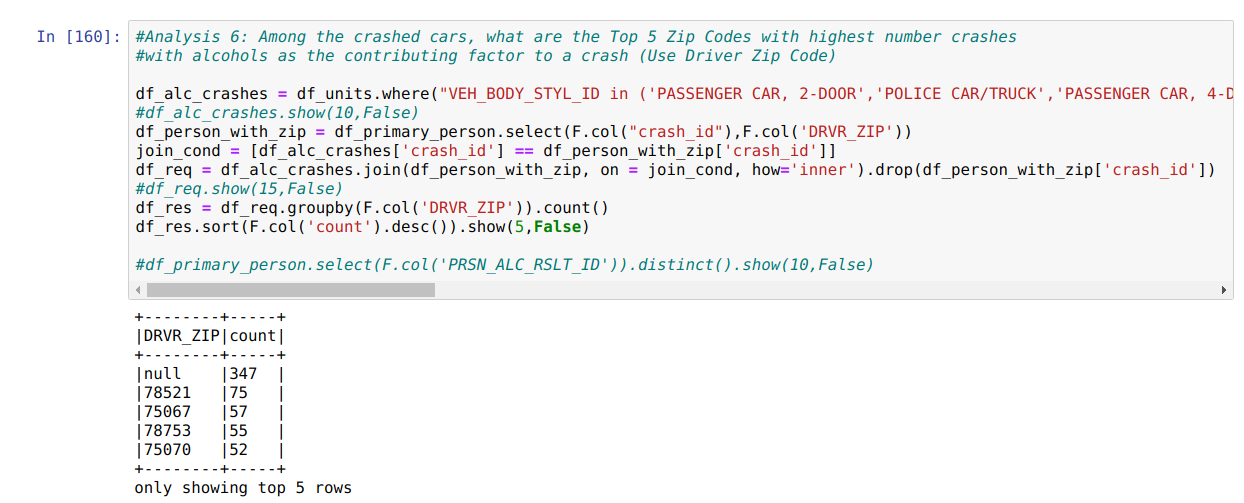 In [160]:
#Analysis 6: Among the crashed cars, what are the Top 5 Zip Codes with highest number crashes
#with alcohols as the contributing factor to a crash (Use Driver Zip Code)
df_alc_crashes = df_units.where("VEH_BODY_STYL_ID in ('PASSENGER CAR, 2-DOOR','POLICE CAR/TRUCK','PASSENGER CAR, 4-D
#df_alc_crashes.show(10,False)
df_person_with_zip = df_primary_person.select(F.col("crash_id"),F.col('DRVR_ZIP'))
join_cond = [df_alc_crashes['crash_id'] == df_person_with_zip['crash_id']]
df_req = df_alc_crashes.join(df_person_with_zip, on = join_cond, how='inner').drop(df_person_with_zip['crash_id'])
#df_req.show(15,False)
df_res = df_req.groupby(F.col('DRVR_ZIP')).count()
df_res.sort(F.col('count').desc()).show(5,False)
#df_primary_person.select(F.col('PRSN_ALC_RSLT_ID')).distinct().show(10,False)
+--------+-----+
|DRVR_ZIP|count|
+--------+-----+
|null    |347  |
|78521   |75   |
|75067   |57   |
|78753   |55   |
|75070   |52   |
+--------+-----+
only showing top 5 rows